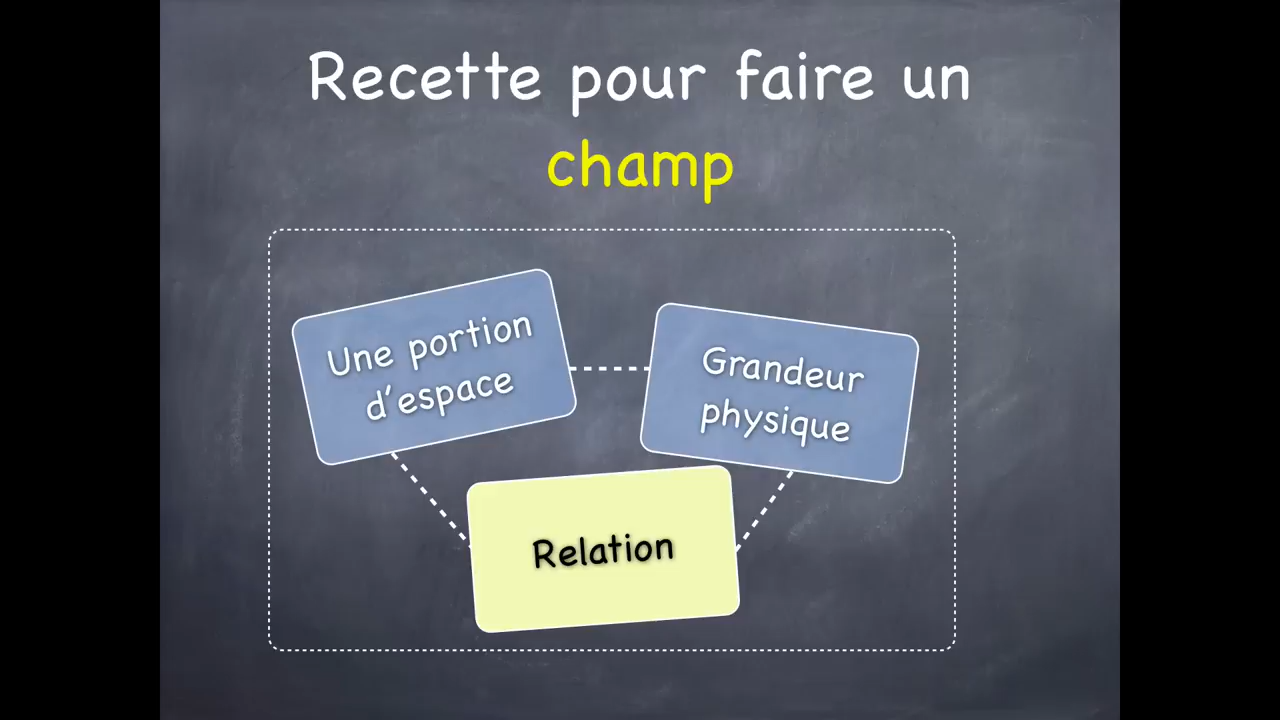 Recette pour faire un
champ
Une portion
d'espace
Grandeur
physique
Relation